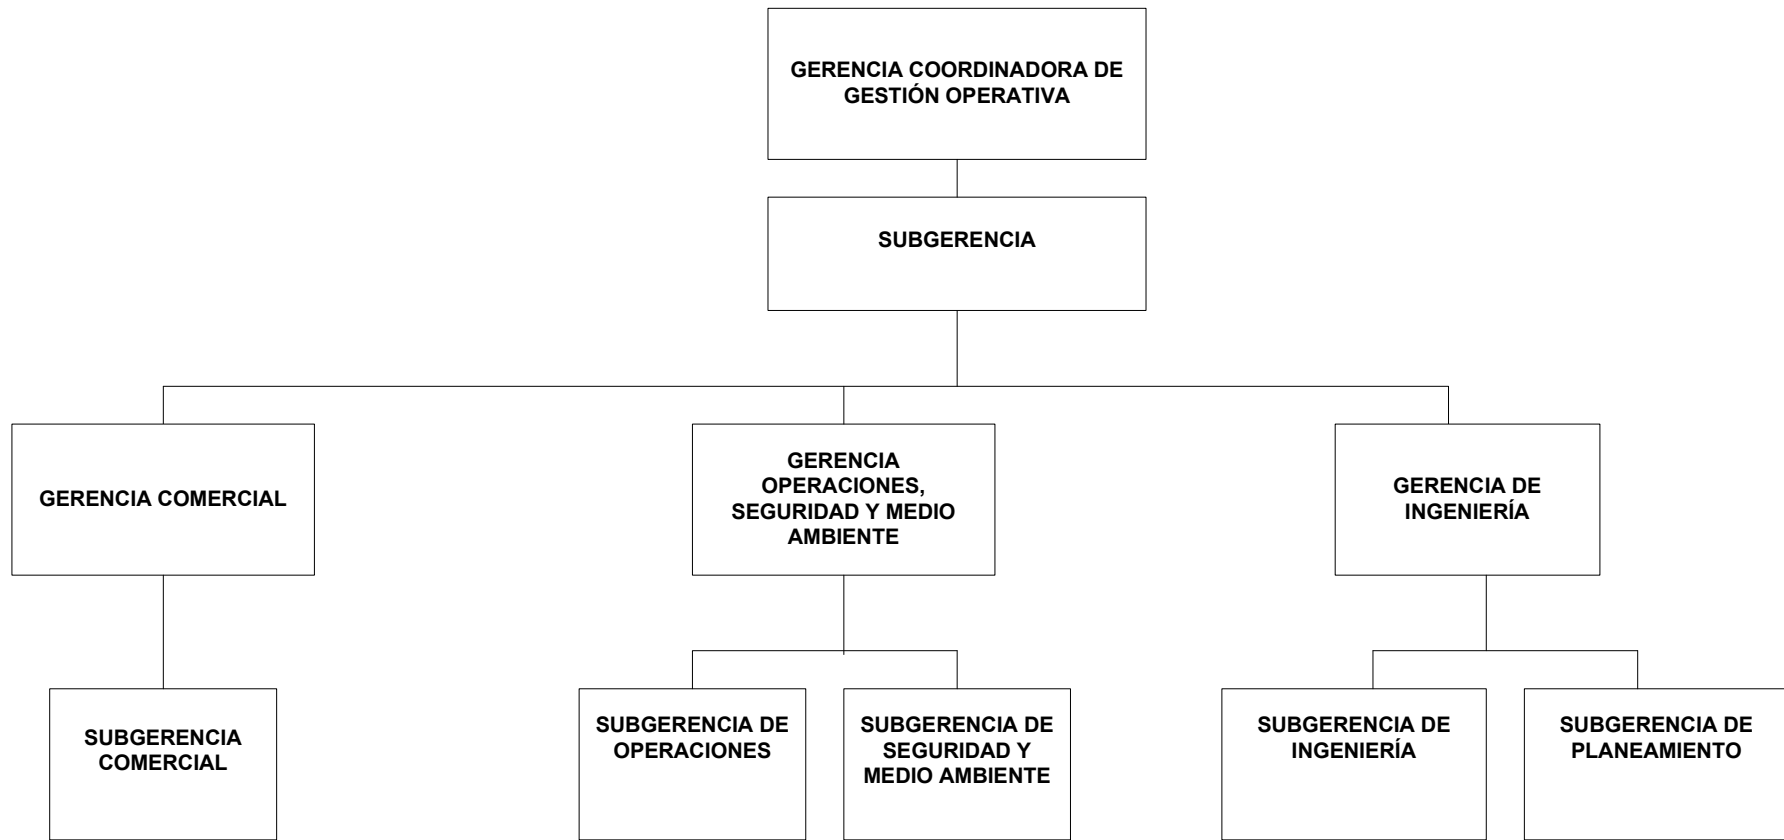 GERENCIA COORDINADORA DE
GESTIÓN OPERATIVA
SUBGERENCIA
GERENCIA COMERCIAL
GERENCIA
OPERACIONES,
SEGURIDAD Y MEDIO
AMBIENTE
GERENCIA DE
INGENIERÍA
SUBGERENCIA
COMERCIAL
SUBGERENCIA DE
OPERACIONES
SUBGERENCIA DE
SEGURIDAD Y
MEDIO AMBIENTE
SUBGERENCIA DE
INGENIERÍA
SUBGERENCIA DE
PLANEAMIENTO